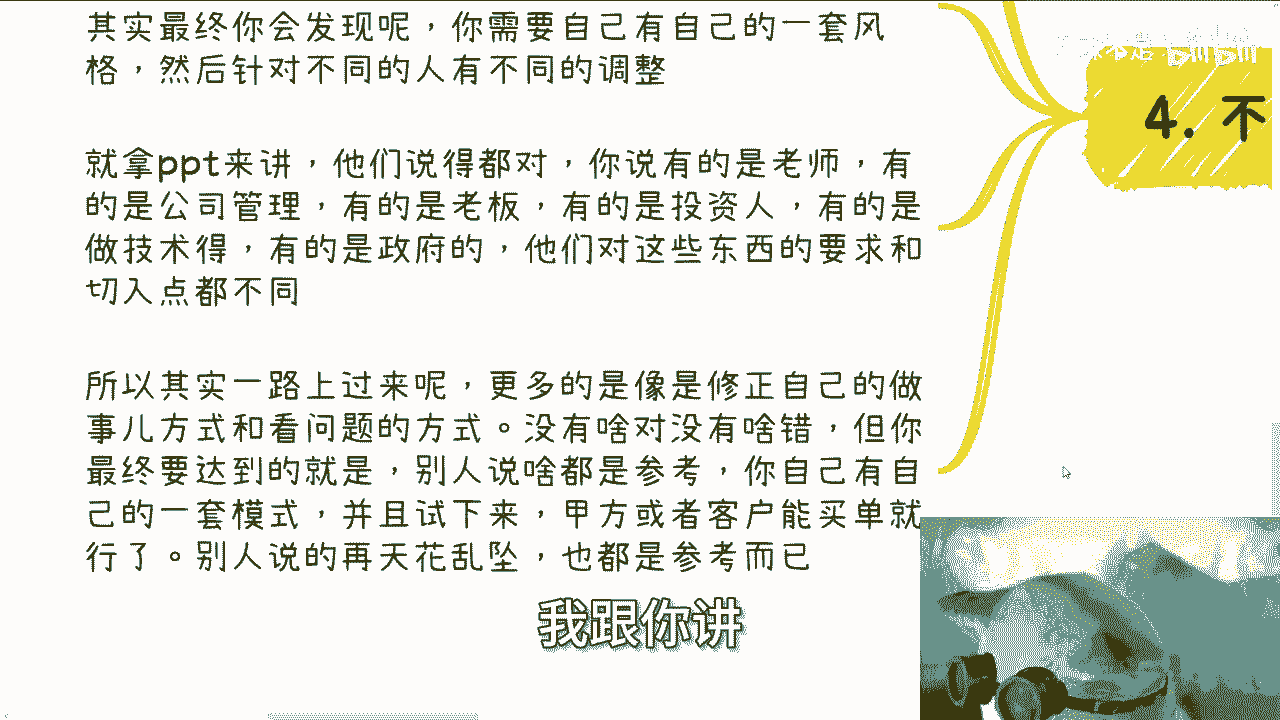 其实最终你会发现呢，你需要自己有自己的一套风
格，然后针对不同的人有不同的调整
就拿ppt来讲，他们说得都对，你说有的是老师，有
的是公司管理，有的是老板，有的是投资人，有的是
做技术得，有的是政府的，他们对这些东西的要求和
切入点都不同
所以其实一路上过来呢，更多的是像是修正自己的做
事儿方式和看问题的方式。没有啥对没有啥错，但你
最终要达到的就是，别人说啥都是参考，你自己有自
己的一套模式，并且试下来，甲方或者客户能买单就
行了。别人说的再天花乱坠，也都是参考而已
4. 不
我跟你讲